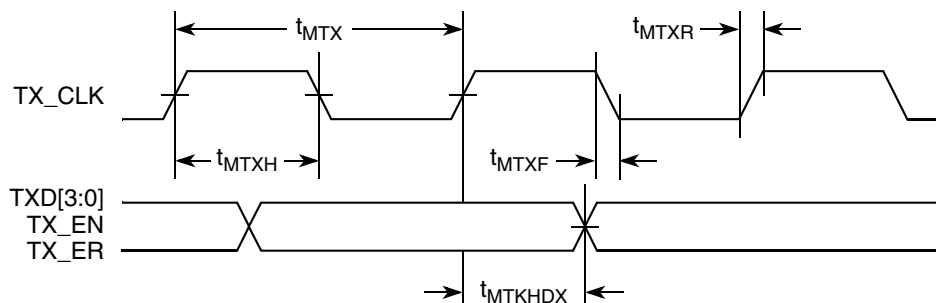 tMTX
tMTXR
TX_CLK
tMTXH
tMTXF
TXD[3:0]
TX_EN
TX_ER
tMTKHDX